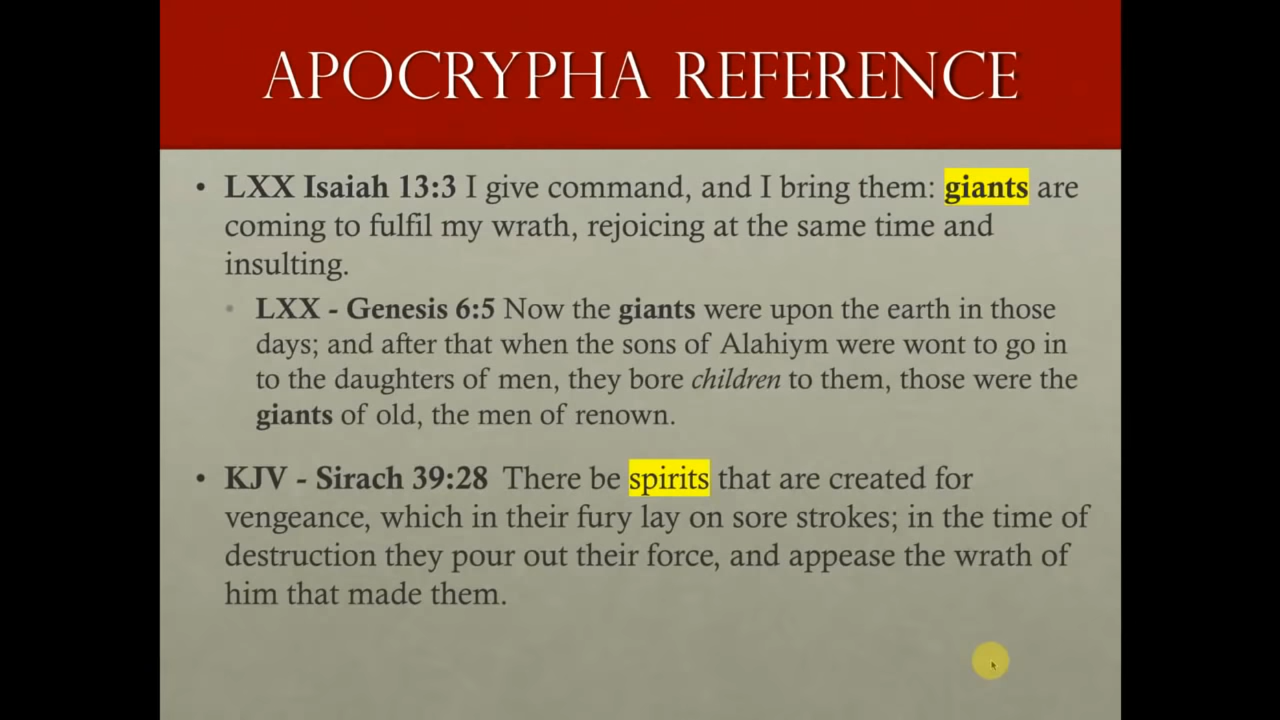 APOCRYPHA REFERENCE
• LXX Isaiah 13:3 I give command, and I bring them: giants are
coming to fulfil my wrath, rejoicing at the same time and
insulting.
• LXX - Genesis 6:5 Now the giants were upon the earth in those
days; and after that when the sons of Alahiym were wont to go in
to the daughters of men, they bore children to them, those were the
giants of old, the men of renown.
• KJV - Sirach 39:28 There be spirits that are created for
vengeance, which in their fury lay on sore strokes; in the time of
destruction they pour out their force, and appease the wrath of
him that made them.